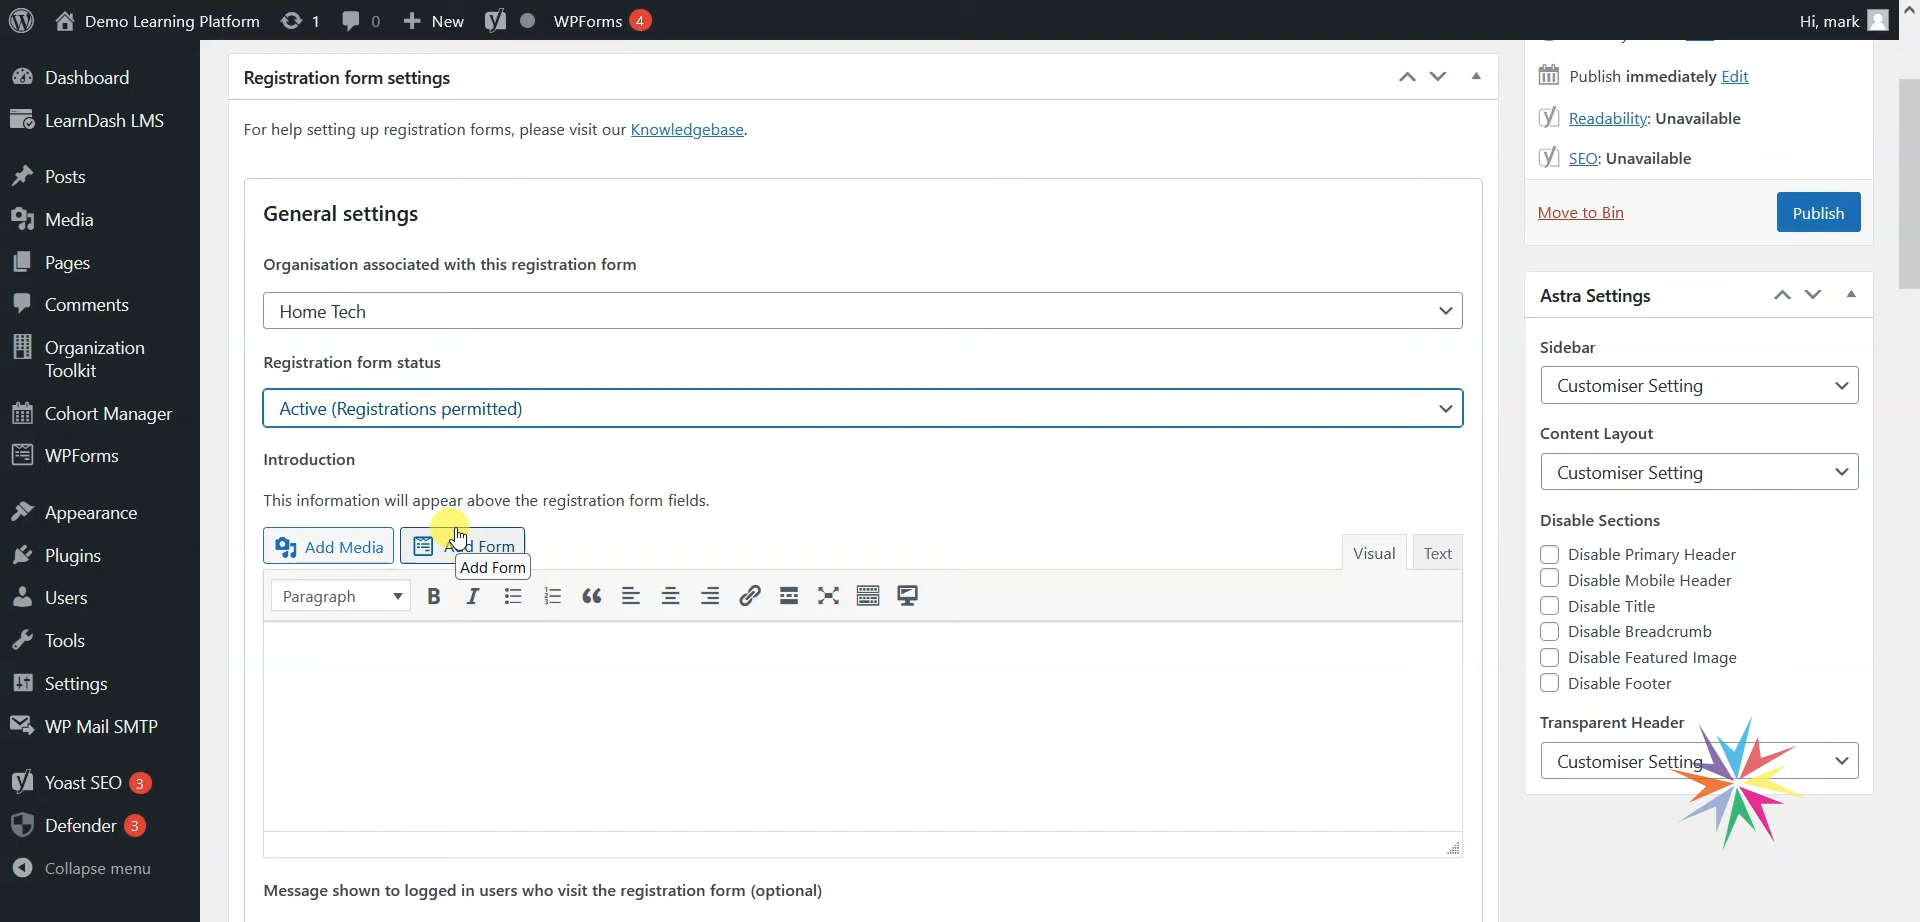 Demo Learning Platform
1
0
New
WPForms
4
Hi, mark
Dashboard
LearnDash LMS
Posts
Media
Pages
Comments
Organization
Toolkit
Cohort Manager
WPForms
Appearance
Plugins
Users
Tools
Settings
WP Mail SMTP
Yoast SEO 3
Defender 3
Collapse menu
Registration form settings
For help setting up registration forms, please visit our Knowledgebase.
General settings
Organisation associated with this registration form
Home Tech
Registration form status
Active (Registrations permitted)
Introduction
This information will appear above the registration form fields.
Add Media
Add Form
Add Form
Visual
Text
Paragraph
Message shown to logged in users who visit the registration form (optional)
Publish immediately Edit
Readability: Unavailable
SEO: Unavailable
Move to Bin
Publish
Astra Settings
Sidebar
Customiser Setting
Content Layout
Customiser Setting
Disable Sections
Disable Primary Header
Disable Mobile Header
Disable Title
Disable Breadcrumb
Disable Featured Image
Disable Footer
Transparent Header
Customiser Setting